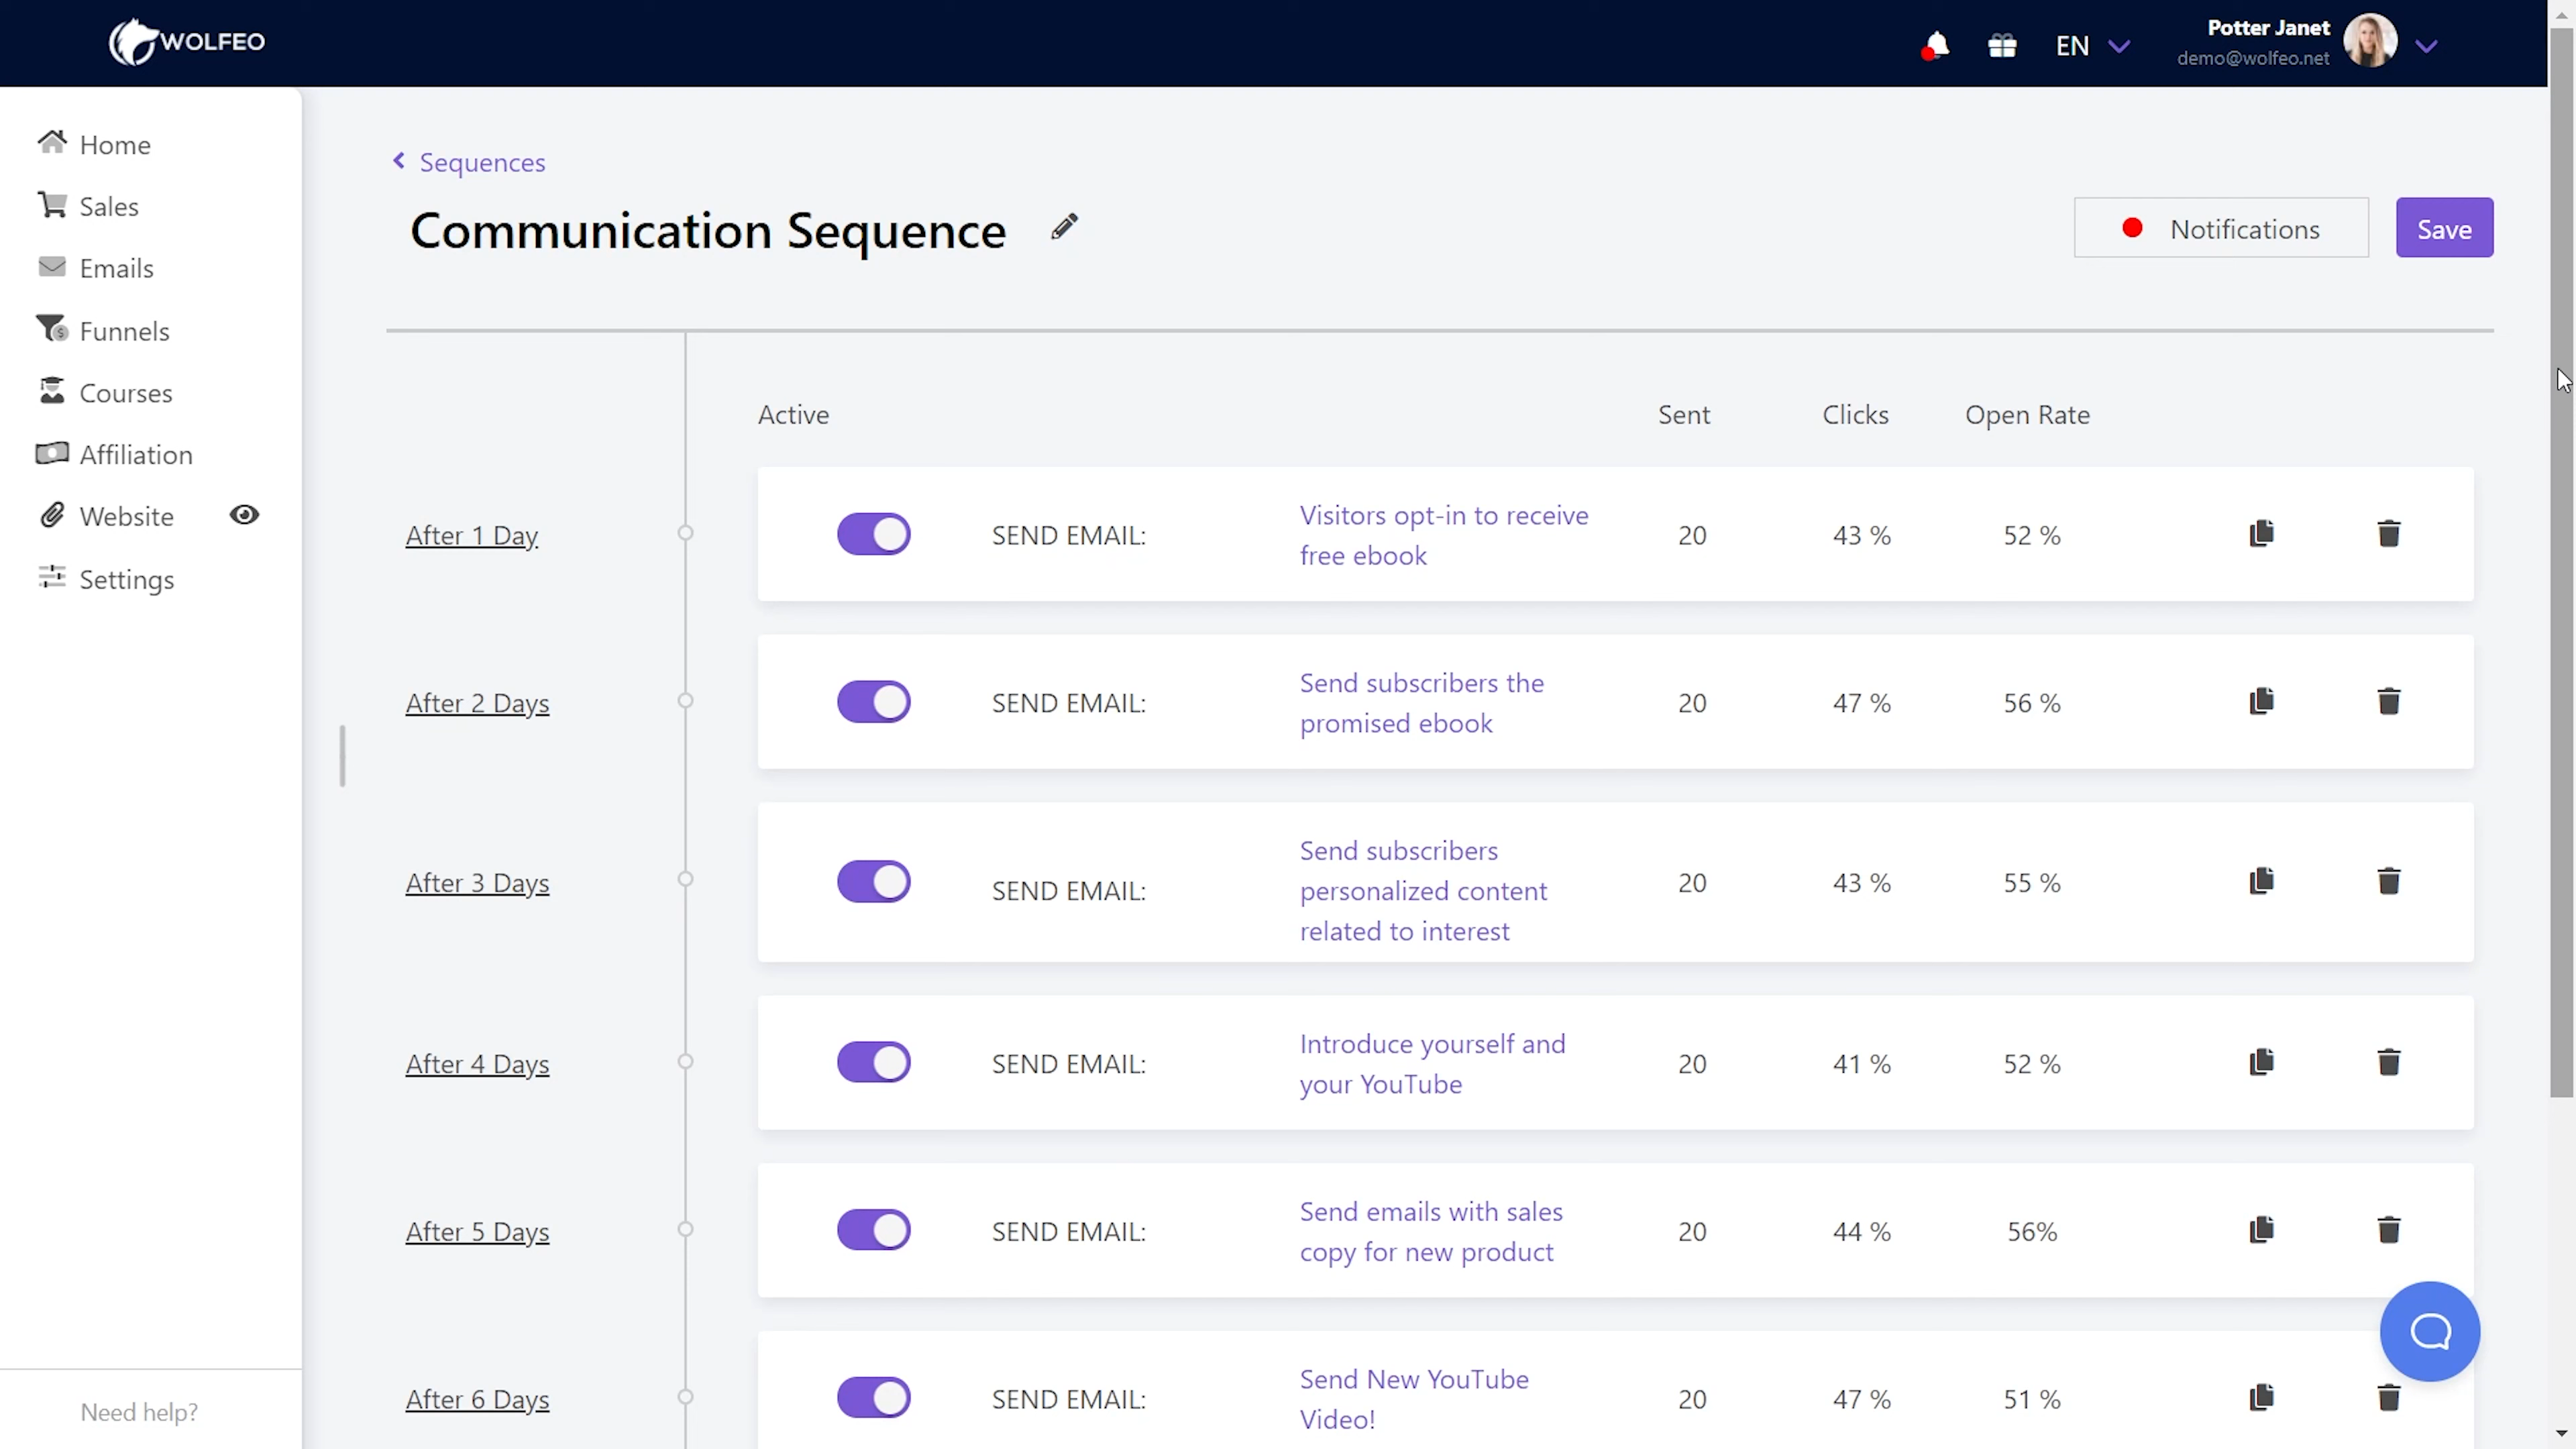 WOLFEO
EN
Potter Janet
demo@wolfeo.net
Home
Sales
Emails
Funnels
Courses
Affiliation
Website
Settings
Need help?
Sequences
Communication Sequence
Notifications
Save
Active Sent Clicks Open Rate
After 1 Day SEND EMAIL: Visitors opt-in to receive 20 43 % 52 %
free ebook
After 2 Days SEND EMAIL: Send subscribers the 20 47 % 56 %
promised ebook
After 3 Days SEND EMAIL: Send subscribers 20 43 % 55 %
personalized content
related to interest
After 4 Days SEND EMAIL: Introduce yourself and 20 41 % 52 %
your YouTube
After 5 Days SEND EMAIL: Send emails with sales 20 44 % 56%
copy for new product
After 6 Days SEND EMAIL: Send New YouTube 20 47 % 51 %
Video!